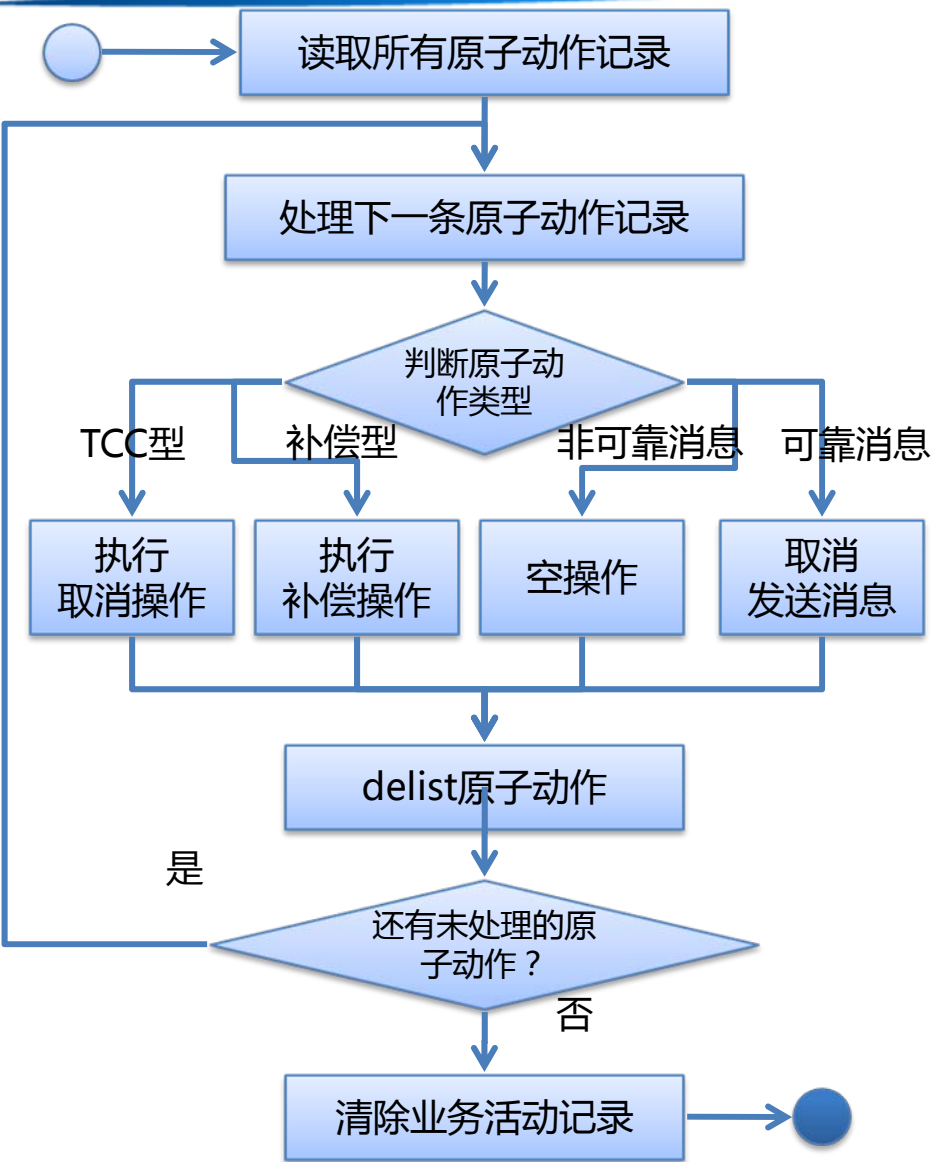 读取所有原子动作记录
处理下一条原子动作记录
判断原子动
作类型
TCC型
补偿型
非可靠消息
可靠消息
执行
取消操作
执行
补偿操作
空操作
取消
发送消息
delist原子动作
是
还有未处理的原
子动作？
否
清除业务活动记录